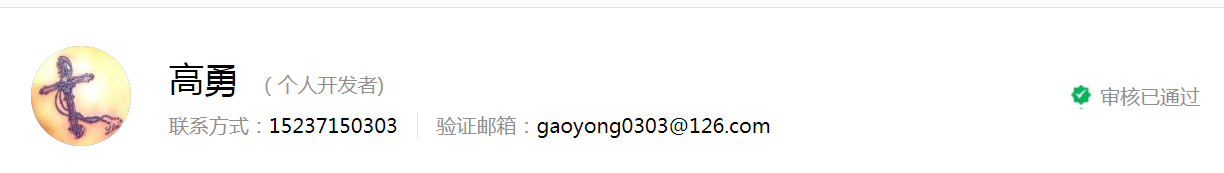 高勇 ( 个人开发者)
审核已通过
联系方式：15237150303 验证邮箱：gaoyong0303@126.com